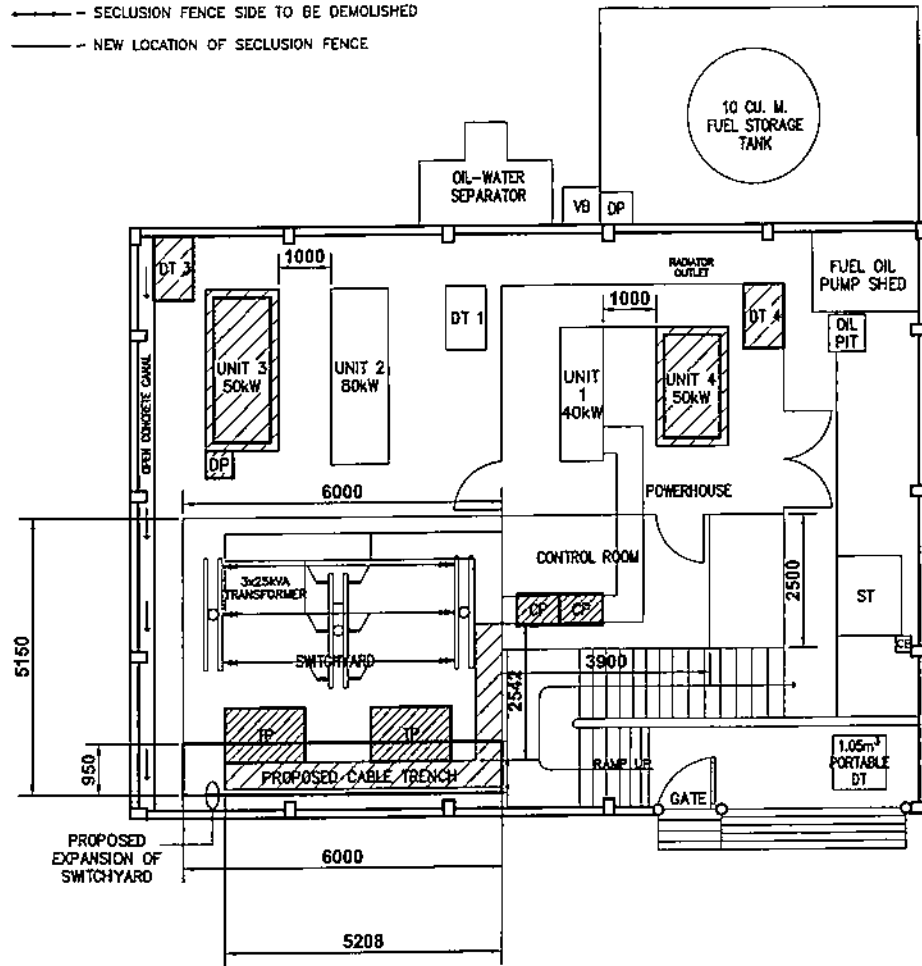 - SECLUSION FENCE SIDE TO BE DEMOLISHED
- NEW LOCATION OF SECLUSION FENCE
10 CU. M.
FUEL STORAGE
TANK
OIL-WATER
SEPARATOR
VB
DP
DT 3
1000
RADIATOR
OUTLET
FUEL OIL
PUMP SHED
1000
DT 1
DT 4
OIL
PIT
UNIT 3
50kW
UNIT 2
80kW
UNIT
1
40kW
UNIT 4
50kW
OPEN CONCRETE CANAL
DP
6000
POWERHOUSE
CONTROL ROOM
3x25kVA
TRANSFORMER
2500
ST
CP
CP
CB
5150
SWITCHYARD
3900
2542
TP
TP
950
PROPOSED CABLE TRENCH
RAMP UP
1.05m³
PORTABLE
DT
GATE
PROPOSED
EXPANSION OF
SWITCHYARD
6000
5208